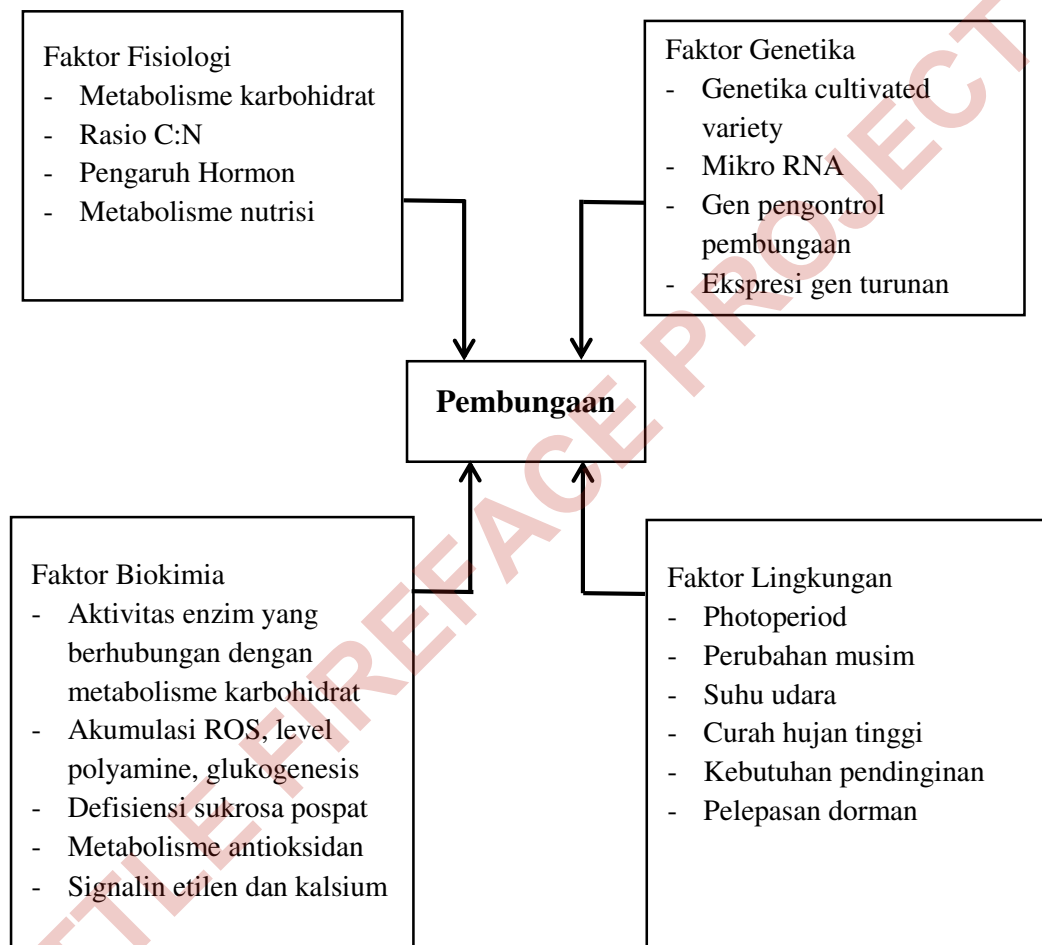 Faktor Fisiologi
- Metabolisme karbohidrat
- Rasio C:N
- Pengaruh Hormon
- Metabolisme nutrisi
Faktor Genetika
- Genetika cultivated
variety
- Mikro RNA
- Gen pengontrol
pembungaan
- Ekspresi gen turunan
Pembungaan
Faktor Biokimia
- Aktivitas enzim yang
berhubungan dengan
metabolisme karbohidrat
- Akumulasi ROS, level
polyamine, glukogenesis
- Defisiensi sukrosa pospat
- Metabolisme antioksidan
- Signalin etilen dan kalsium
Faktor Lingkungan
- Photoperiod
- Perubahan musim
- Suhu udara
- Curah hujan tinggi
- Kebutuhan pendinginan
- Pelepasan dorman
FIREFACE PROJECT